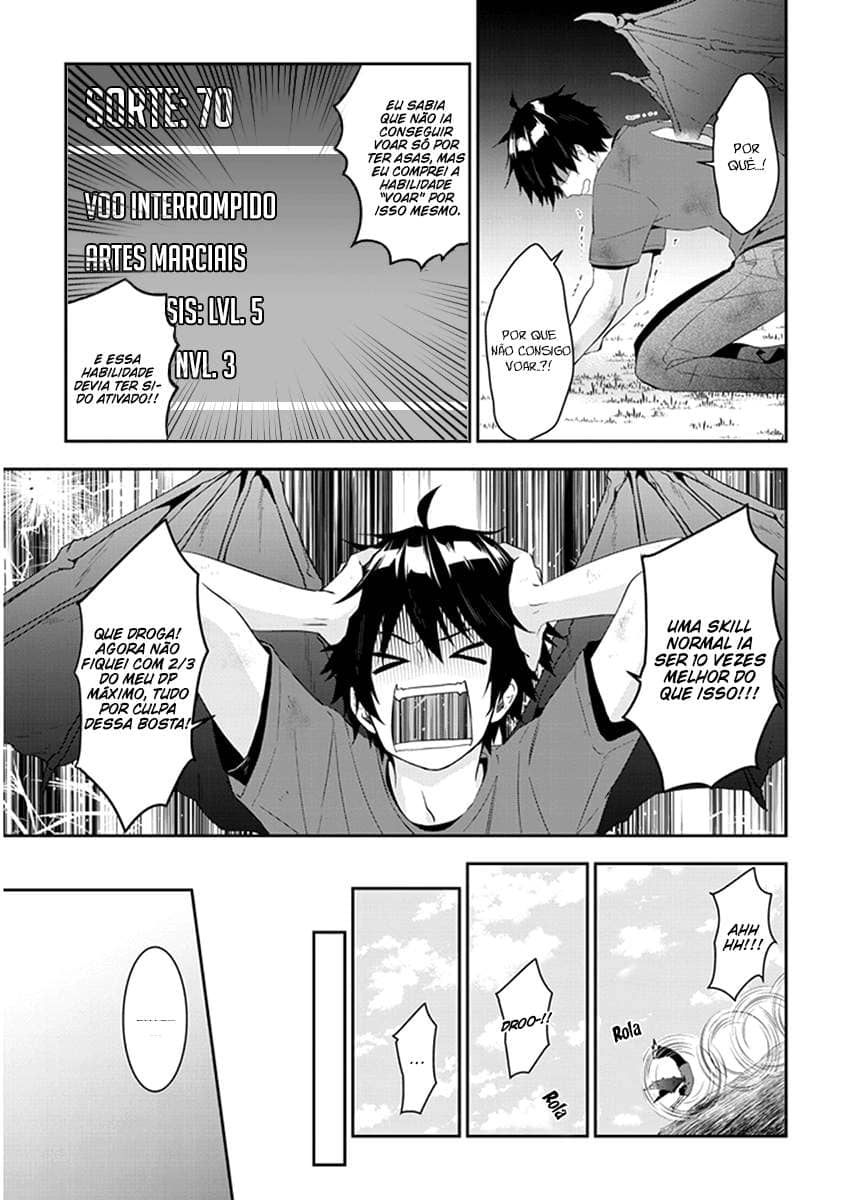 POR
QUÊ...!
POR QUE
NÃO CONSIGO
VOAR..?!
EU SABIA
QUE NÃO IA
CONSEGUIR
VOAR SÓ POR
TER ASAS, MAS
EU COMPREI A
HABILIDADE
"VOAR" POR
ISSO MESMO.
SORTE: 70
VOO INTERROMPIDO
ARTES MARCIAIS
SIS: LVL. 5
NVL. 3
E ESSA
HABILIDADE
DEVIA TER SI-
DO ATIVADO!!
UMA SKILL
NORMAL IA
SER 10 VEZES
MELHOR DO
QUE ISSO!!!
QUE DROGA!
AGORA NÃO
FIQUEI COM 2/3
DO MEU DP
MÁXIMO, TUDO
POR CULPA
DESSA BOSTA!
AHH
HH!!!
Rola
DROO-!!
Rola
...